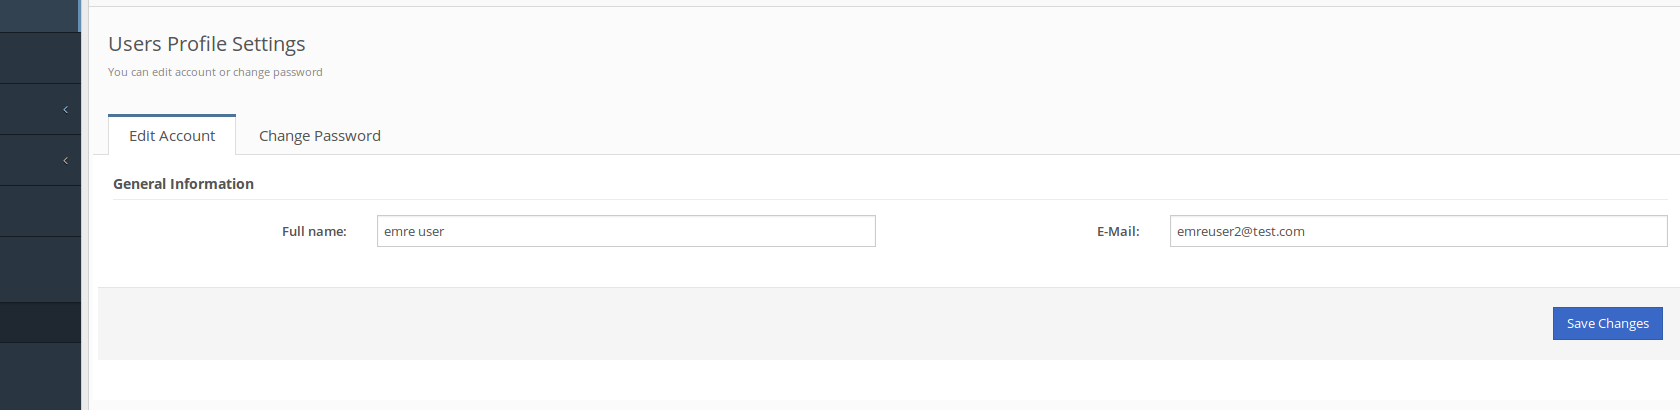 Users Profile Settings
You can edit account or change password
Edit Account Change Password
General Information
Full name: emre user E-Mail: emreuser2@test.com
Save Changes